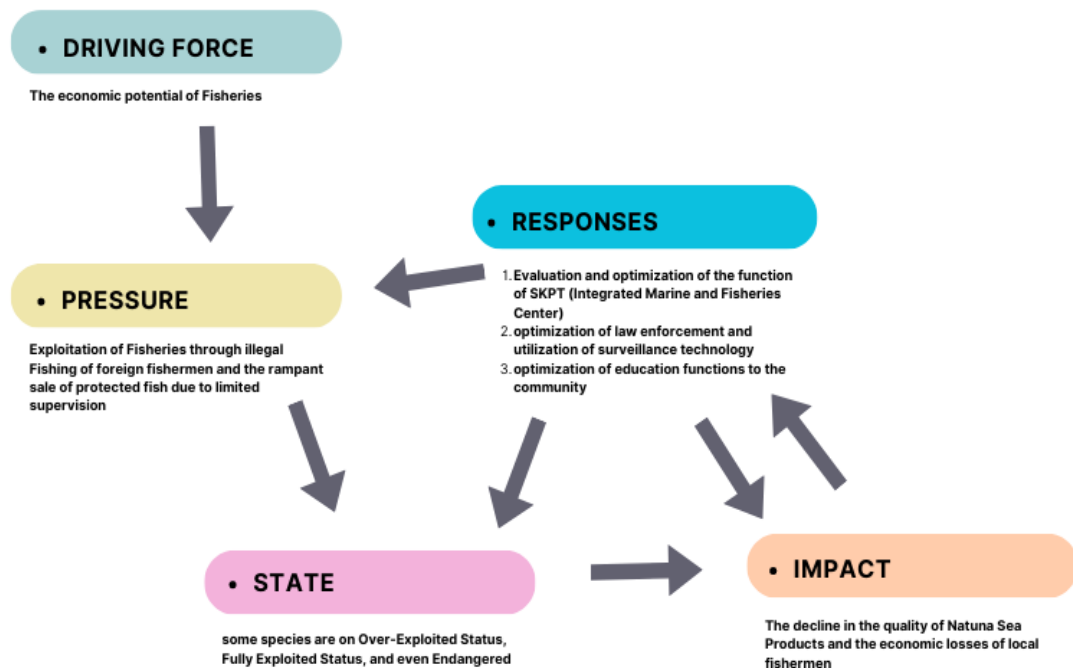 • DRIVING FORCE
The economic potential of Fisheries
• RESPONSES
1. Evaluation and optimization of the function
of SKPT (Integrated Marine and Fisheries
Center)
2. optimization of law enforcement and
utilization of surveillance technology
3. optimization of education functions to the
community
• PRESSURE
Exploitation of Fisheries through illegal
Fishing of foreign fishermen and the rampant
sale of protected fish due to limited
supervision
• STATE
some species are on Over-Exploited Status,
Fully Exploited Status, and even Endangered
• IMPACT
The decline in the quality of Natuna Sea
Products and the economic losses of local
fishermen